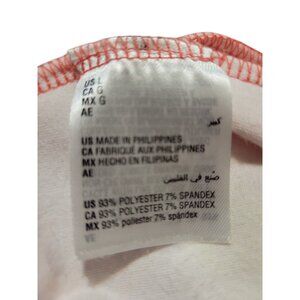 US L
CA G
MX G
AE
كبير
US MADE IN PHILIPPINES
CA FABRIQUE AUX PHILIPPINES
MX HECHO EN FILIPINAS
AE
صنع في الفلبين
US 93% POLYESTER 7% SPANDEX
CA 93% POLYESTER 7% SPANDEX
MX 93% poliester 7% spándex